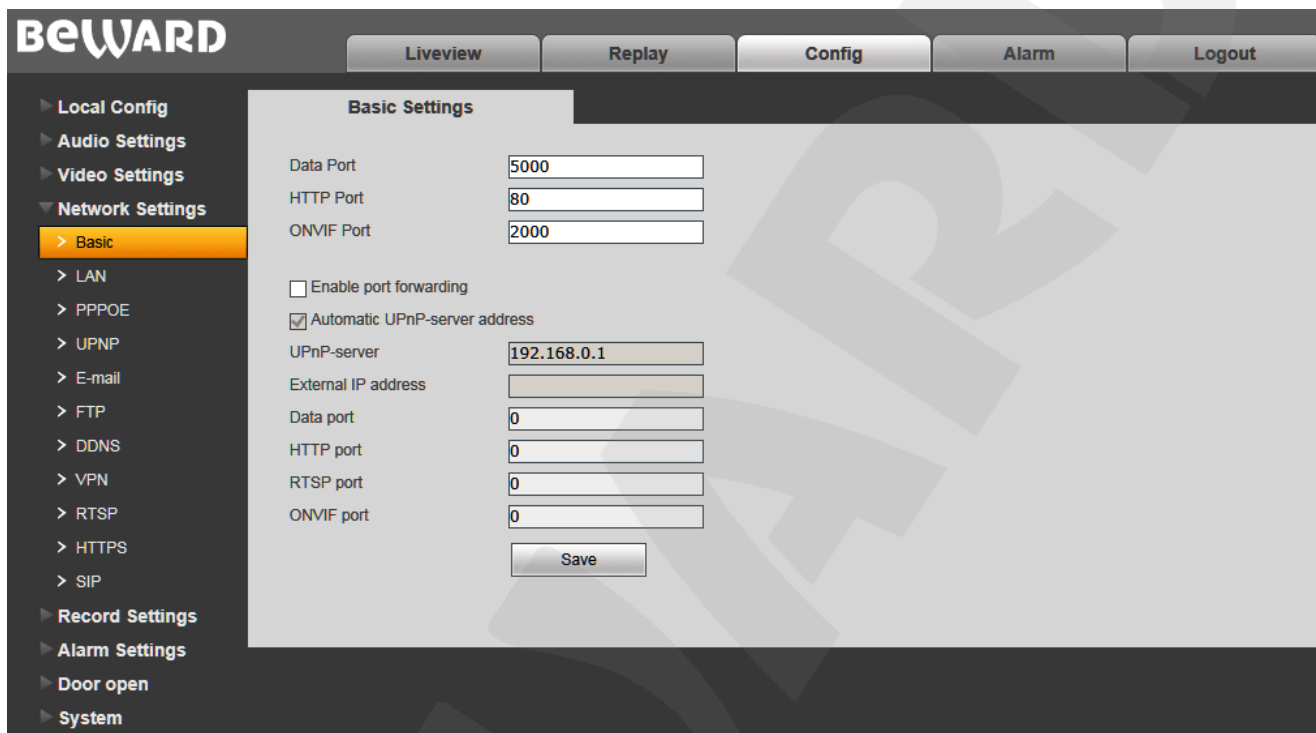 BEWARD
Liveview Replay Config Alarm Logout
Local Config
Audio Settings
Video Settings
Network Settings
> Basic
> LAN
> PPPOE
> UPNP
> E-mail
> FTP
> DDNS
> VPN
> RTSP
> HTTPS
> SIP
Record Settings
Alarm Settings
Door open
System
Basic Settings
Data Port 5000
HTTP Port 80
ONVIF Port 2000
Enable port forwarding
Automatic UPnP-server address
UPnP-server 192.168.0.1
External IP address
Data port 0
HTTP port 0
RTSP port 0
ONVIF port 0
Save